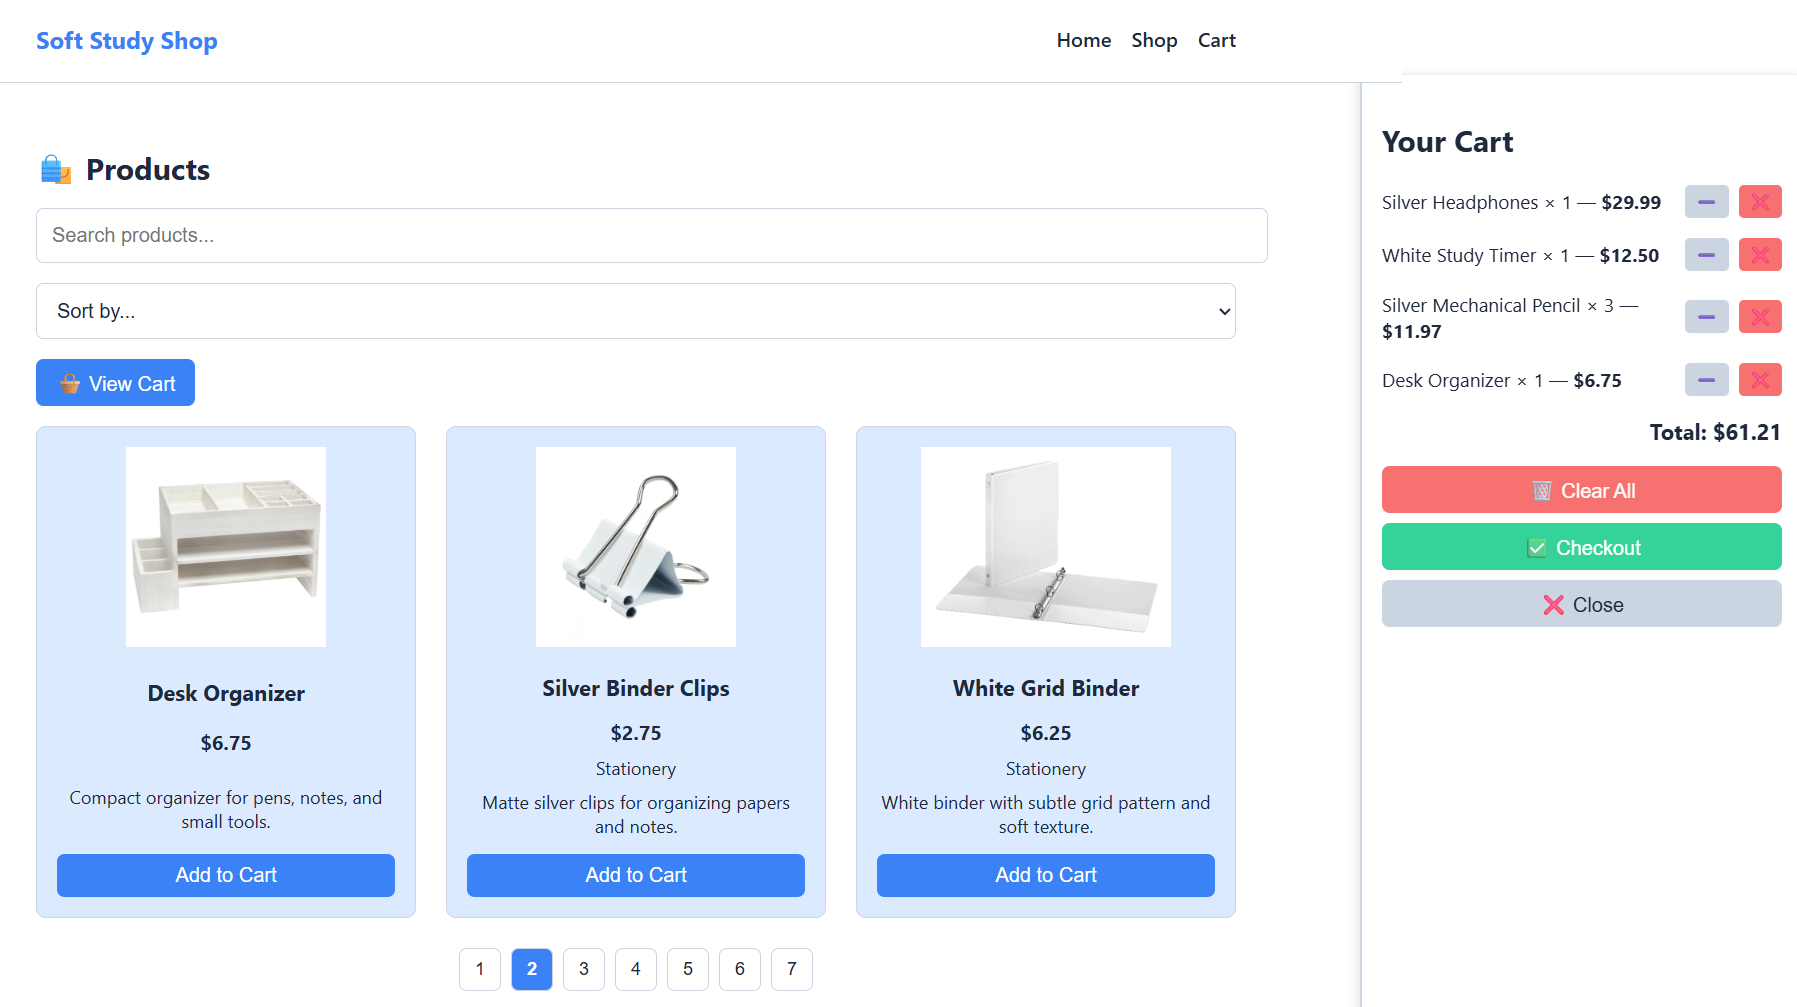 Soft Study Shop
Home Shop Cart
🛍️ Products
Search products...
Sort by...
🧺 View Cart
Desk Organizer
$6.75
Compact organizer for pens, notes, and
small tools.
Add to Cart
Silver Binder Clips
$2.75
Stationery
Matte silver clips for organizing papers
and notes.
Add to Cart
White Grid Binder
$6.25
Stationery
White binder with subtle grid pattern and
soft texture.
Add to Cart
1 2 3 4 5 6 7
Your Cart
Silver Headphones × 1 — $29.99 ➖ ❌
White Study Timer × 1 — $12.50 ➖ ❌
Silver Mechanical Pencil × 3 —
$11.97 ➖ ❌
Desk Organizer × 1 — $6.75 ➖ ❌
Total: $61.21
🗑️ Clear All
✅ Checkout
❌ Close